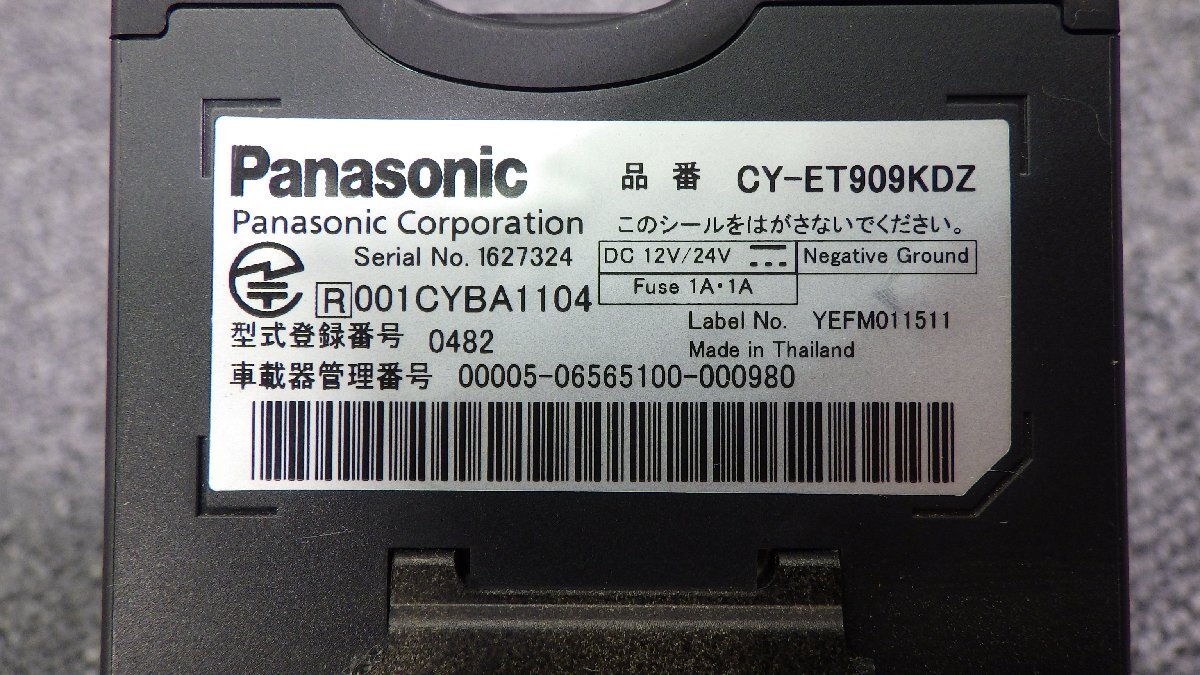 Panasonic 品番 CY-ET909KDZ
Panasonic Corporation このシールをはがさないでください。
Serial No. 1627324 DC 12V/24V Negative Ground
R 001CYBA1104 Fuse 1A・1A
Label No. YEFM011511
型式登録番号 0482
Made in Thailand
車載器管理番号 00005-06565100-000980